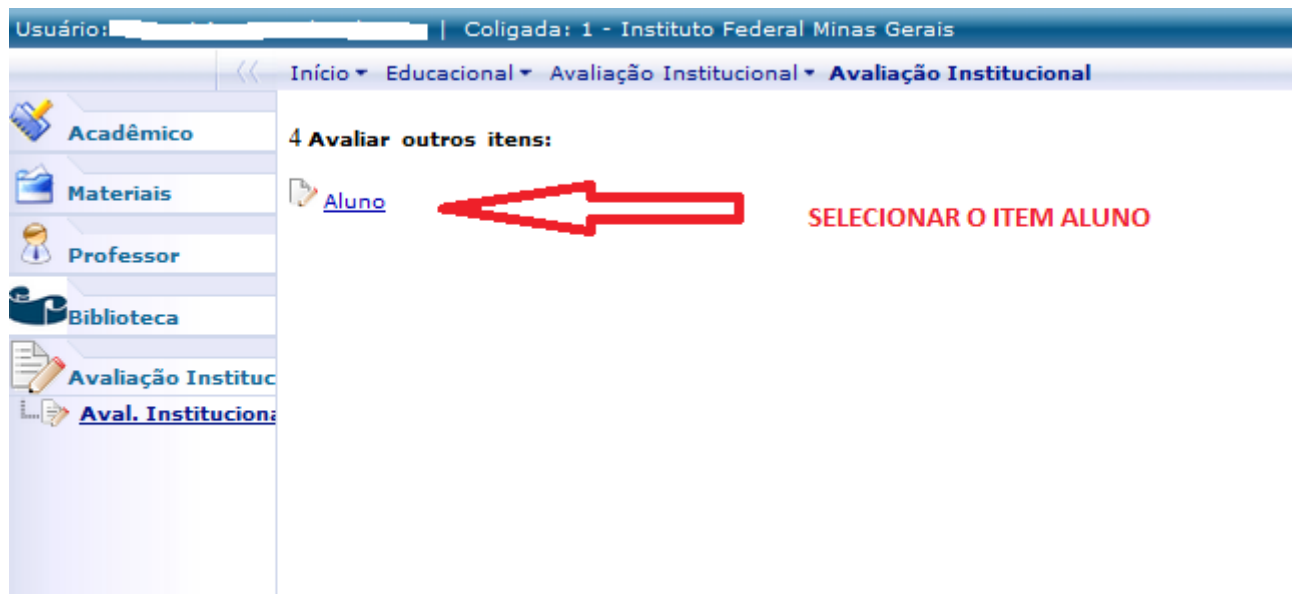 Usuário: | Coligada: 1 - Instituto Federal Minas Gerais
Início Educacional Avaliação Institucional Avaliação Institucional
Acadêmico
Materiais
Professor
Biblioteca
Avaliação Instituc
Aval. Instituciona
4 Avaliar outros itens:
Aluno
SELECIONAR O ITEM ALUNO